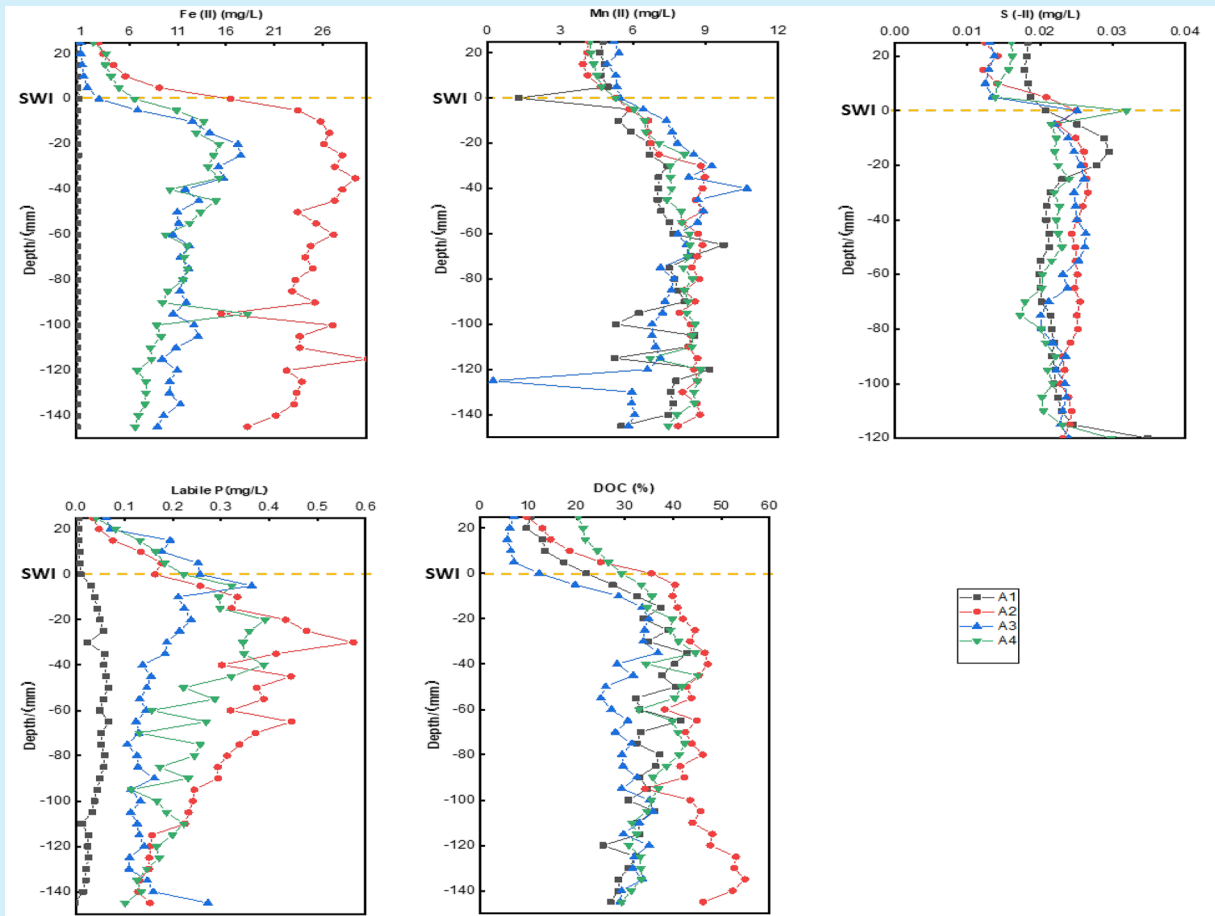 Fe (II) (mg/L)
1 6 11 16 21 26
20
SWI 0
-20
-40
-60
-80
-100
-120
-140
Depth/(mm)
Mn (II) (mg/L)
0 3 6 9 12
20
SWI 0
-20
-40
-60
-80
-100
-120
-140
Depth/(mm)
S (-II) (mg/L)
0.00 0.01 0.02 0.03 0.04
20
SWI 0
-20
-40
-60
-80
-100
-120
Depth/(mm)
Labile P(mg/L)
0.0 0.1 0.2 0.3 0.4 0.5 0.6
20
SWI 0
-20
-40
-60
-80
-100
-120
-140
Depth/(mm)
DOC (%)
0 10 20 30 40 50 60
20
SWI 0
-20
-40
-60
-80
-100
-120
-140
Depth/(mm)
A1
A2
A3
A4